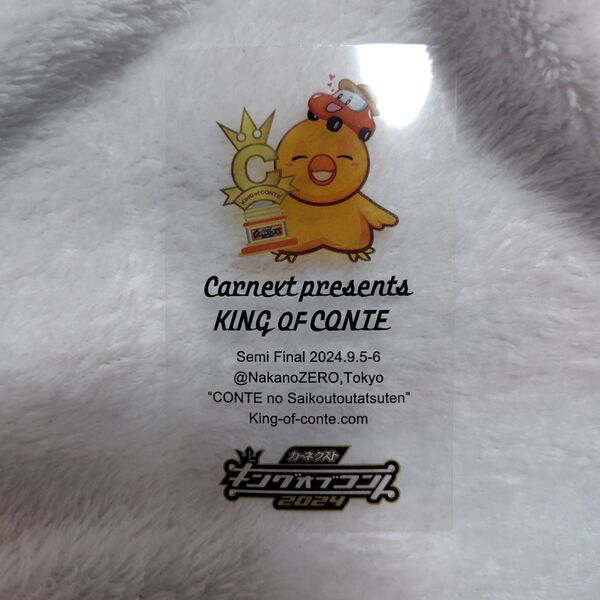 C
KING of CONTE
Carnext presents
KING OF CONTE
Semi Final 2024.9.5-6
@NakanoZERO,Tokyo
“CONTE no Saikoutoutatsuten”
King-of-conte.com
カーネクスト
キングオブコント
2024